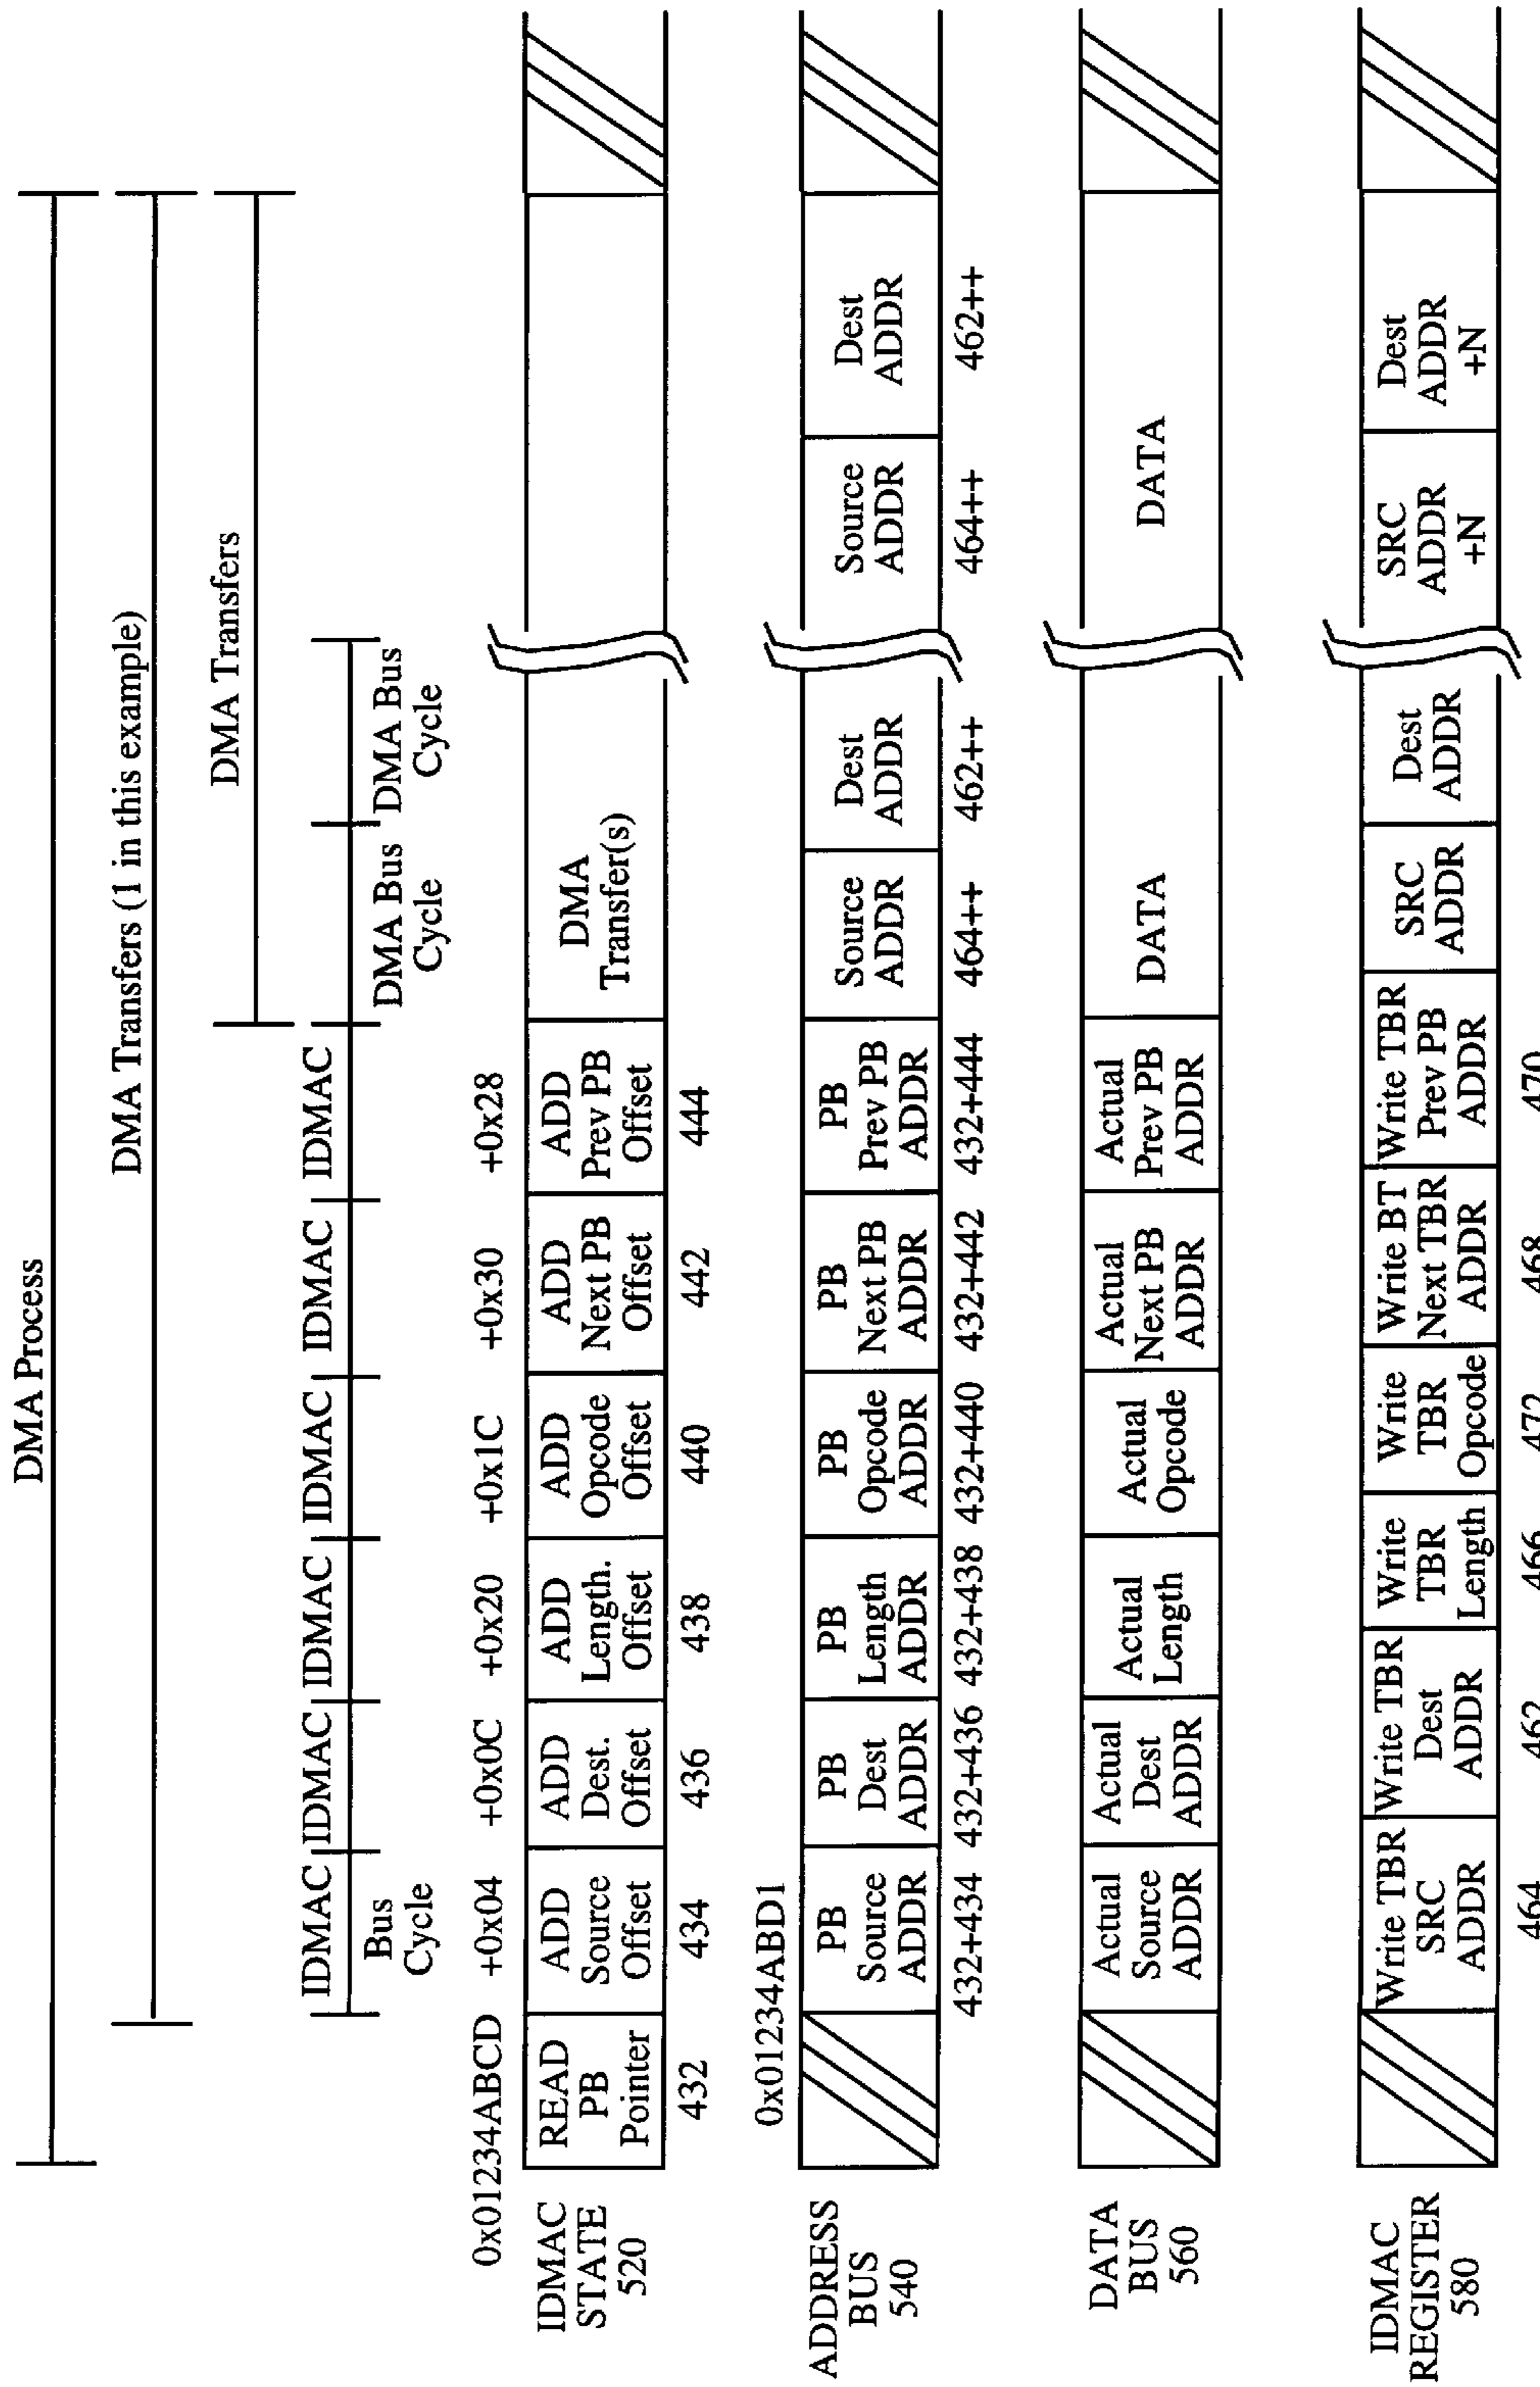 DMA Process
DMA Transfers (1 in this example)
DMA Transfers
IDMAC IDMAC IDMAC IDMAC IDMAC IDMAC
Bus
Cycle
DMA Bus
Cycle
DMA Bus
Cycle
0x01234ABCD +0x04 +0x0C +0x20 +0x1C +0x30 +0x28
IDMAC
STATE
520
READ
PB
Pointer
ADD
Source
Offset
ADD
Dest.
Offset
ADD
Length.
Offset
ADD
Opcode
Offset
ADD
Next PB
Offset
ADD
Prev PB
Offset
DMA
Transfer(s)
432 434 436 438 440 442 444
0x01234ABD1
ADDRESS
BUS
540
PB
Source
ADDR
PB
Dest
ADDR
PB
Length
ADDR
PB
Opcode
ADDR
PB
Next PB
ADDR
PB
Prev PB
ADDR
Source
ADDR
Dest
ADDR
Source
ADDR
Dest
ADDR
432+434 432+436 432+438 432+440 432+442 432+444 464++ 462++ 464++ 462++
DATA
BUS
560
Actual
Source
ADDR
Actual
Dest
ADDR
Actual
Length
Actual
Opcode
Actual
Next PB
ADDR
Actual
Prev PB
ADDR
DATA
DATA
IDMAC
REGISTER
580
Write TBR
SRC
ADDR
Write TBR
Dest
ADDR
Write
TBR
Length
Write
TBR
Opcode
Write BT
Next TBR
ADDR
Write TBR
Prev PB
ADDR
SRC
ADDR
Dest
ADDR
SRC
ADDR
+N
Dest
ADDR
+N
464 462 466 472 468 470